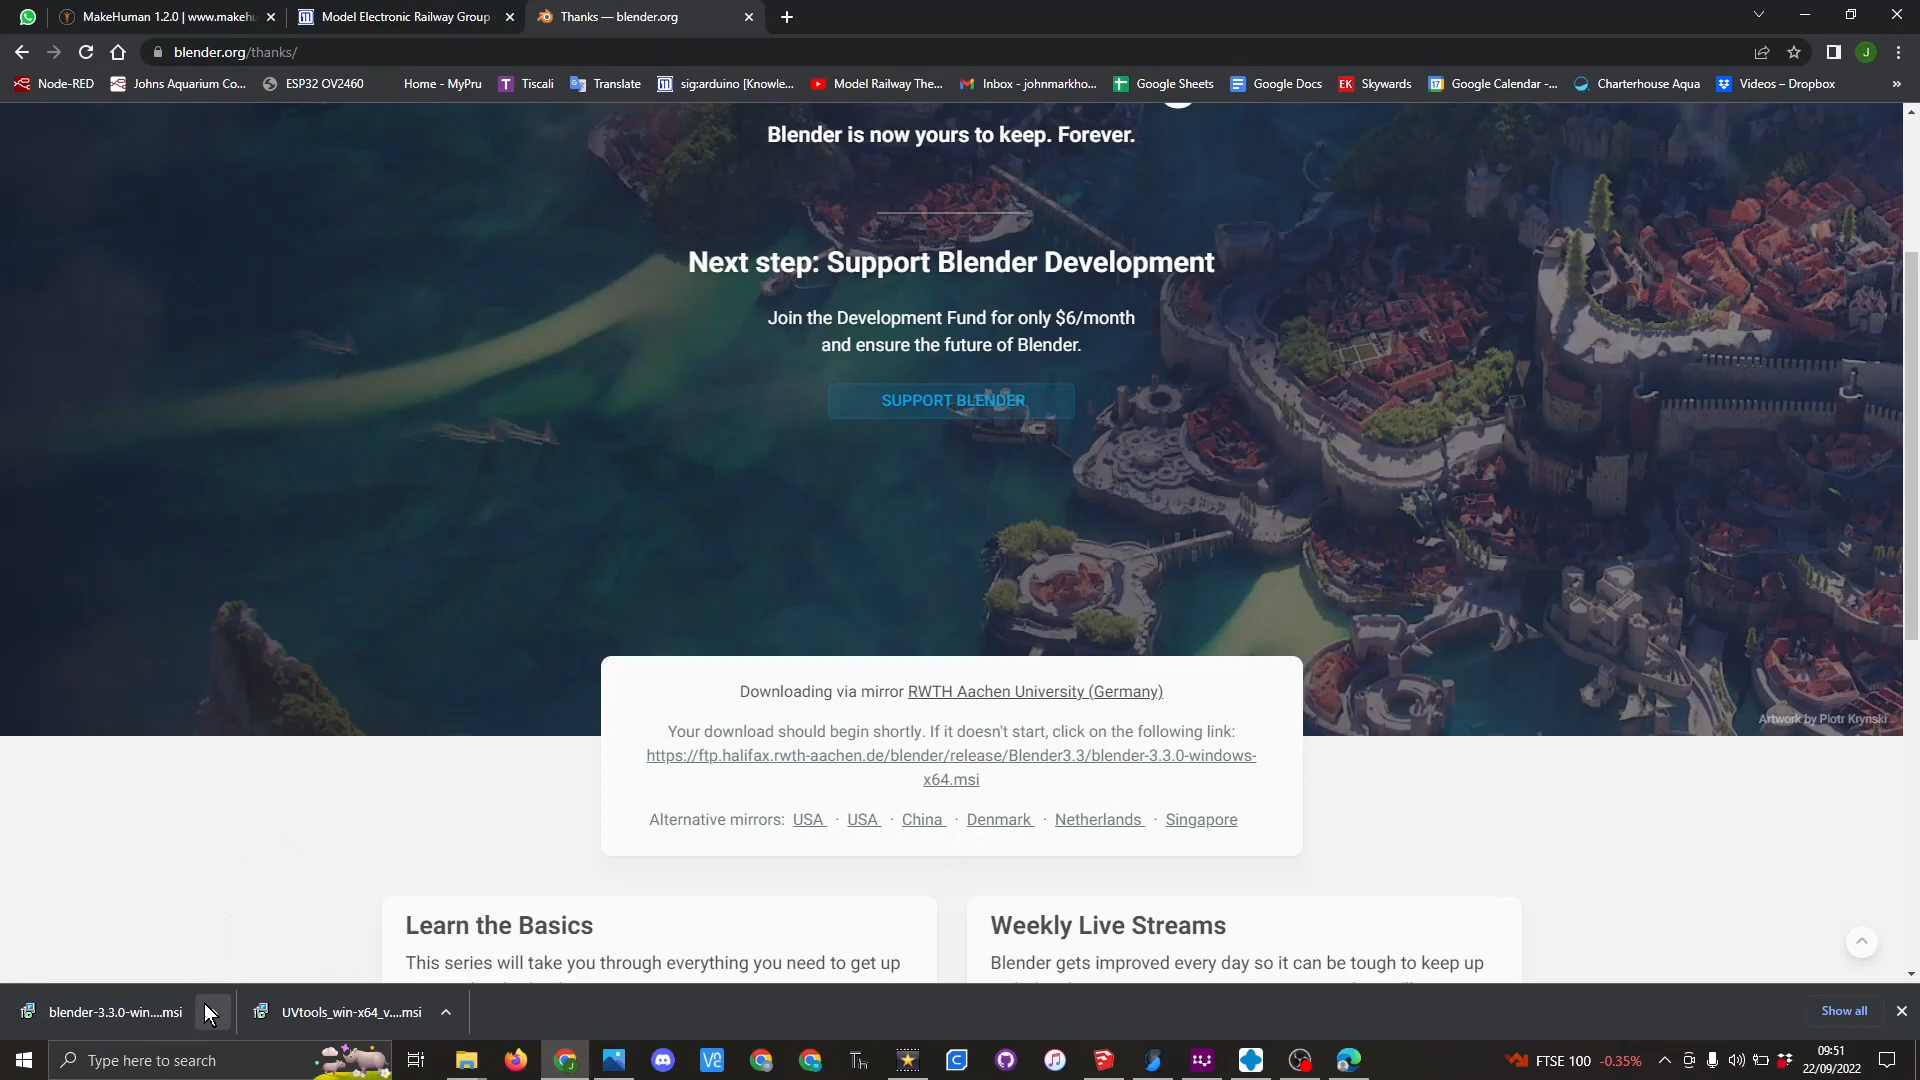 MakeHuman 1.2.0 | www.makehu
Model Electronic Railway Group
Thanks — blender.org
blender.org/thanks/
J
Node-RED
Johns Aquarium Co...
ESP32 OV2460
Home - MyPru
T Tiscali
Translate
sig:arduino [Knowle...
Model Railway The...
Inbox - johnmarkho...
Google Sheets
Google Docs
EK Skywards
17 Google Calendar -...
Charterhouse Aqua
Videos – Dropbox
»
Blender is now yours to keep. Forever.
Next step: Support Blender Development
Join the Development Fund for only $6/month
and ensure the future of Blender.
SUPPORT BLENDER
Artwork by Piotr Krynski
Downloading via mirror RWTH Aachen University (Germany)
Your download should begin shortly. If it doesn't start, click on the following link:
https://ftp.halifax.rwth-aachen.de/blender/release/Blender3.3/blender-3.3.0-windows-
x64.msi
Alternative mirrors: USA · USA · China · Denmark · Netherlands · Singapore
Learn the Basics
This series will take you through everything you need to get up
Weekly Live Streams
Blender gets improved every day so it can be tough to keep up
blender-3.3.0-win....msi
UVtools_win-x64_v....msi
Show all
Type here to search
FTSE 100 -0.35%
09:51
22/09/2022